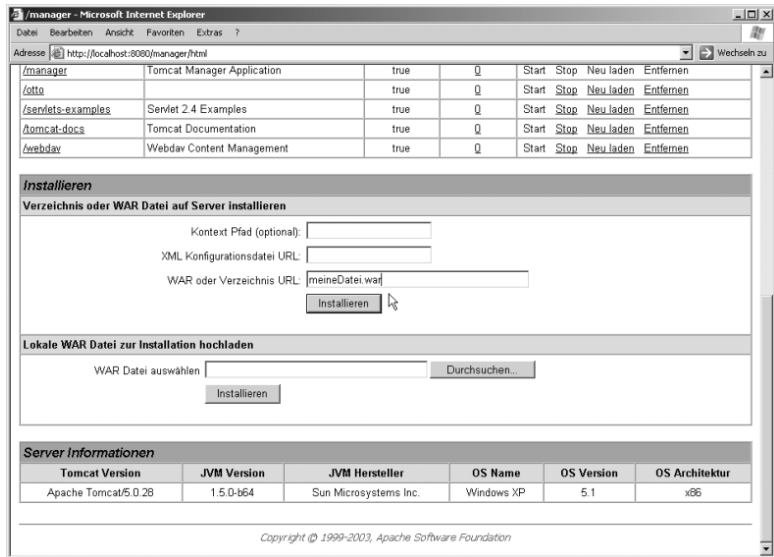 /manager - Microsoft Internet Explorer
Datei Bearbeiten Ansicht Favoriten Extras ?
Adresse http://localhost:8080/manager/html Wechseln zu
/manager Tomcat Manager Application true 0 Start Stop Neu laden Entfernen
/otto true 0 Start Stop Neu laden Entfernen
/servlets-examples Servlet 2.4 Examples true 0 Start Stop Neu laden Entfernen
/tomcat-docs Tomcat Documentation true 0 Start Stop Neu laden Entfernen
/webdav Webdav Content Management true 0 Start Stop Neu laden Entfernen
Installieren
Verzeichnis oder WAR Datei auf Server installieren
Kontext Pfad (optional):
XML Konfigurationsdatei URL:
WAR oder Verzeichnis URL: meineDatei.war
Installieren
Lokale WAR Datei zur Installation hochladen
WAR Datei auswählen Durchsuchen...
Installieren
Server Informationen
Tomcat Version JVM Version JVM Hersteller OS Name OS Version OS Architektur
Apache Tomcat/5.0.28 1.5.0-b64 Sun Microsystems Inc. Windows XP 5.1 x86
Copyright © 1999-2003, Apache Software Foundation